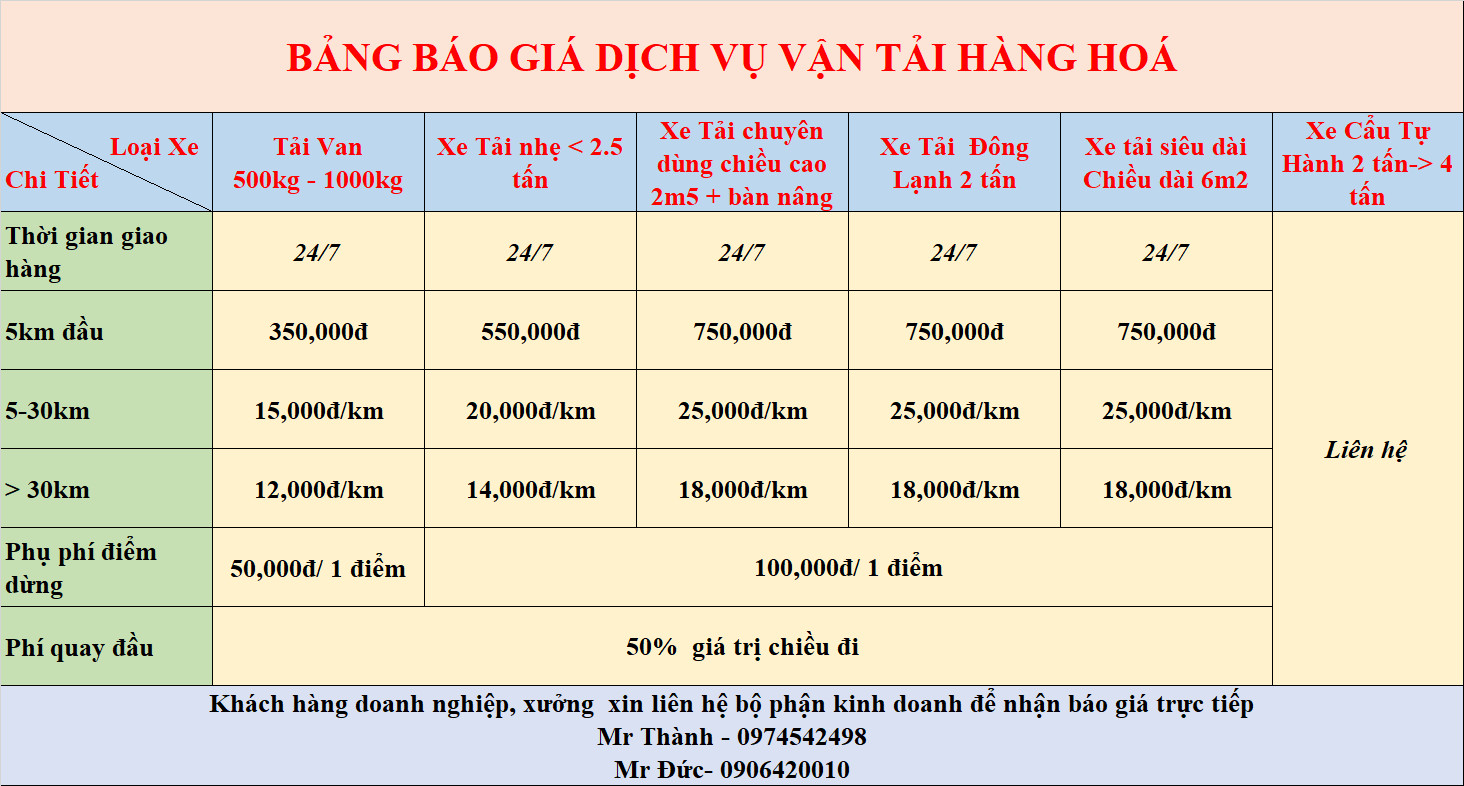 BẢNG BÁO GIÁ DỊCH VỤ VẬN TẢI HÀNG HOÁ
Loại Xe
Chi Tiết
Tải Van
500kg - 1000kg
Xe Tải nhẹ < 2.5
tấn
Xe Tải chuyên
dùng chiều cao
2m5 + bàn nâng
Xe Tải Đông
Lạnh 2 tấn
Xe tải siêu dài
Chiều dài 6m2
Xe Cẩu Tự
Hành 2 tấn-> 4
tấn
Thời gian giao
hàng
24/7
24/7
24/7
24/7
24/7
5km đầu
350,000đ
550,000đ
750,000đ
750,000đ
750,000đ
5-30km
15,000đ/km
20,000đ/km
25,000đ/km
25,000đ/km
25,000đ/km
Liên hệ
> 30km
12,000đ/km
14,000đ/km
18,000đ/km
18,000đ/km
18,000đ/km
Phụ phí điểm
dừng
50,000đ/ 1 điểm
100,000đ/ 1 điểm
Phí quay đầu
50% giá trị chiều đi
Khách hàng doanh nghiệp, xưởng xin liên hệ bộ phận kinh doanh để nhận báo giá trực tiếp
Mr Thành - 0974542498
Mr Đức- 0906420010